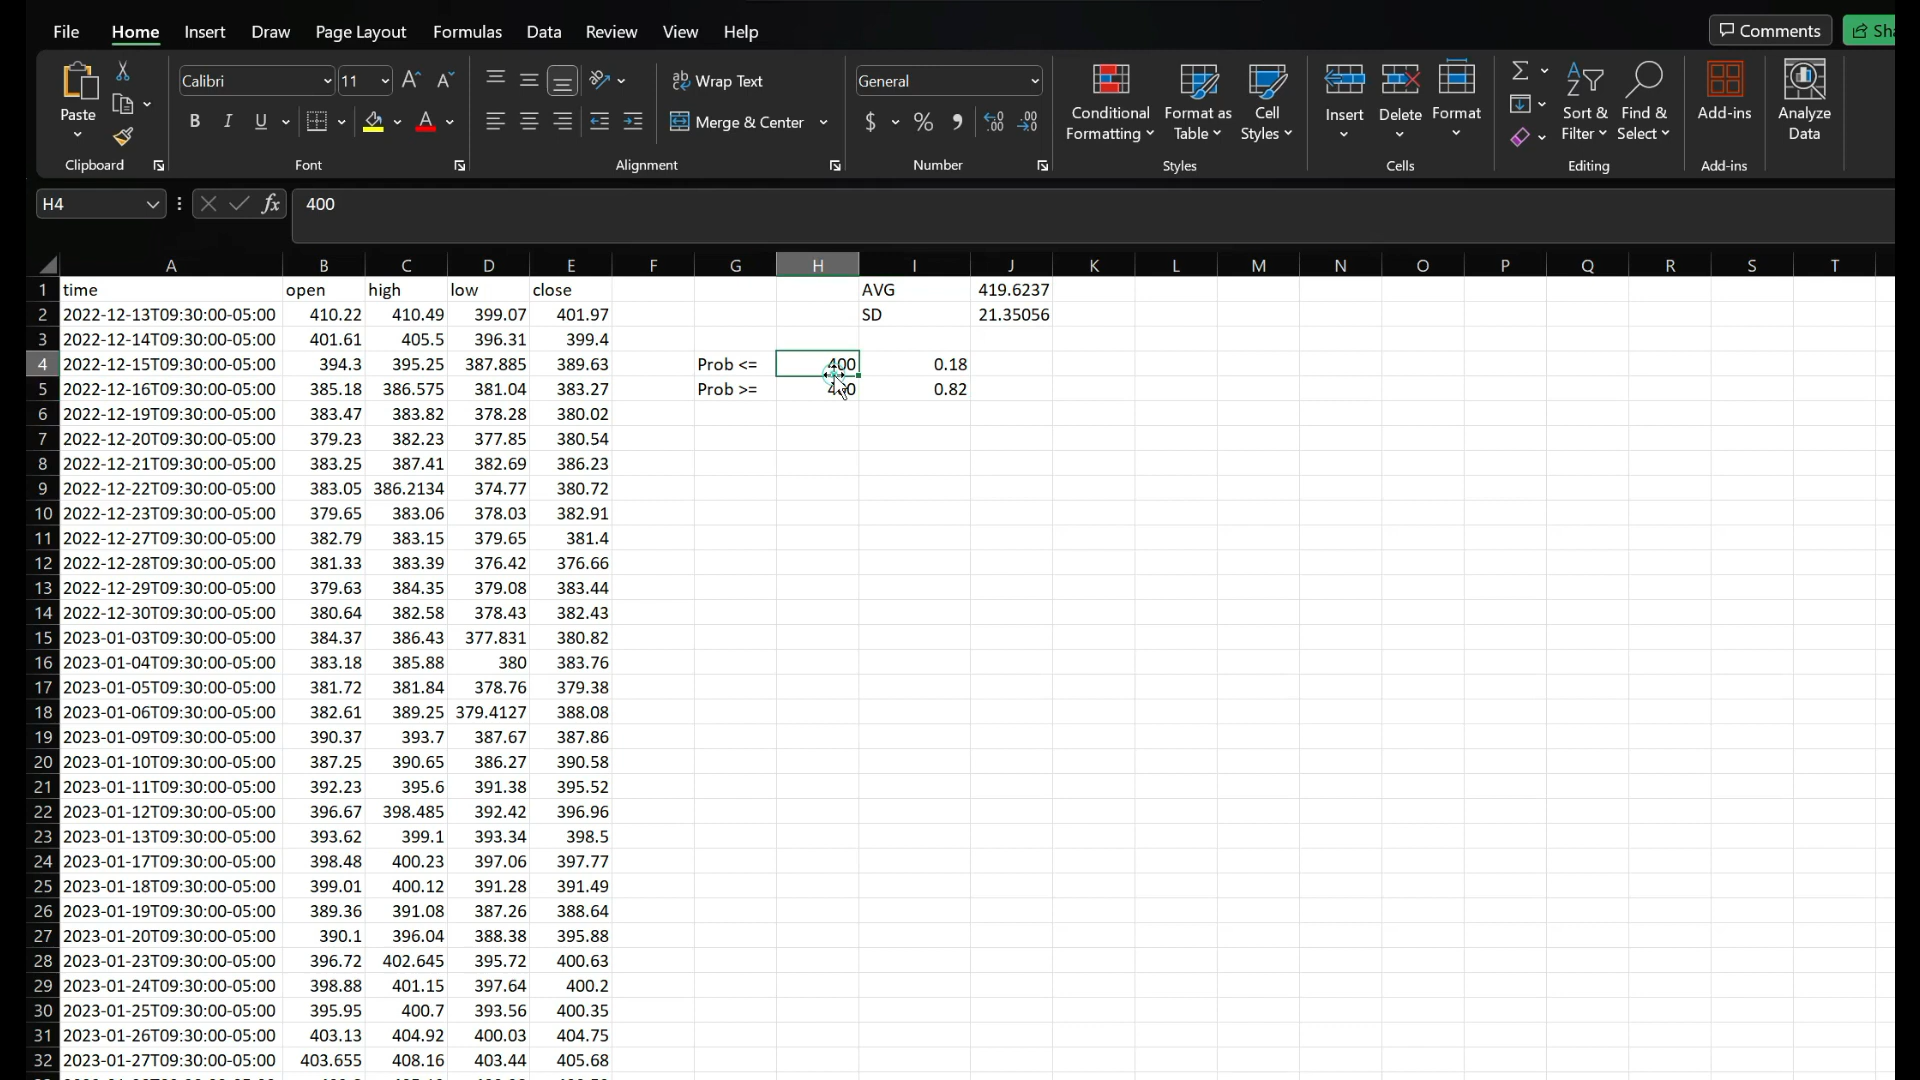 File Home Insert Draw Page Layout Formulas Data Review View Help Comments
Paste Calibri 11 Wrap Text General Conditional Format as Cell Insert Delete Format Sort & Find & Add-ins Analyze
B I U Merge & Center $ % Formatting Table Styles Filter Select Data
Clipboard Font Alignment Number Styles Cells Editing Add-ins
H4 fx 400
A B C D E F G H I J K L M N O P Q R S T
1 time open high low close AVG 419.6237
2 2022-12-13T09:30:00-05:00 410.22 410.49 399.07 401.97 SD 21.35056
3 2022-12-14T09:30:00-05:00 401.61 405.5 396.31 399.4
4 2022-12-15T09:30:00-05:00 394.3 395.25 387.885 389.63 Prob <= 400 0.18
5 2022-12-16T09:30:00-05:00 385.18 386.575 381.04 383.27 Prob >= 0.82
6 2022-12-19T09:30:00-05:00 383.47 383.82 378.28 380.02
7 2022-12-20T09:30:00-05:00 379.23 382.23 377.85 380.54
8 2022-12-21T09:30:00-05:00 383.25 387.41 382.69 386.23
9 2022-12-22T09:30:00-05:00 383.05 386.2134 374.77 380.72
10 2022-12-23T09:30:00-05:00 379.65 383.06 378.03 382.91
11 2022-12-27T09:30:00-05:00 382.79 383.15 379.65 381.4
12 2022-12-28T09:30:00-05:00 381.33 383.39 376.42 376.66
13 2022-12-29T09:30:00-05:00 379.63 384.35 379.08 383.44
14 2022-12-30T09:30:00-05:00 380.64 382.58 378.43 382.43
15 2023-01-03T09:30:00-05:00 384.37 386.43 377.831 380.82
16 2023-01-04T09:30:00-05:00 383.18 385.88 380 383.76
17 2023-01-05T09:30:00-05:00 381.72 381.84 378.76 379.38
18 2023-01-06T09:30:00-05:00 382.61 389.25 379.4127 388.08
19 2023-01-09T09:30:00-05:00 390.37 393.7 387.67 387.86
20 2023-01-10T09:30:00-05:00 387.25 390.65 386.27 390.58
21 2023-01-11T09:30:00-05:00 392.23 395.6 391.38 395.52
22 2023-01-12T09:30:00-05:00 396.67 398.485 392.42 396.96
23 2023-01-13T09:30:00-05:00 393.62 399.1 393.34 398.5
24 2023-01-17T09:30:00-05:00 398.48 400.23 397.06 397.77
25 2023-01-18T09:30:00-05:00 399.01 400.12 391.28 391.49
26 2023-01-19T09:30:00-05:00 389.36 391.08 387.26 388.64
27 2023-01-20T09:30:00-05:00 390.1 396.04 388.38 395.88
28 2023-01-23T09:30:00-05:00 396.72 402.645 395.72 400.63
29 2023-01-24T09:30:00-05:00 398.88 401.15 397.64 400.2
30 2023-01-25T09:30:00-05:00 395.95 400.7 393.56 400.35
31 2023-01-26T09:30:00-05:00 403.13 404.92 400.03 404.75
32 2023-01-27T09:30:00-05:00 403.655 408.16 403.44 405.68